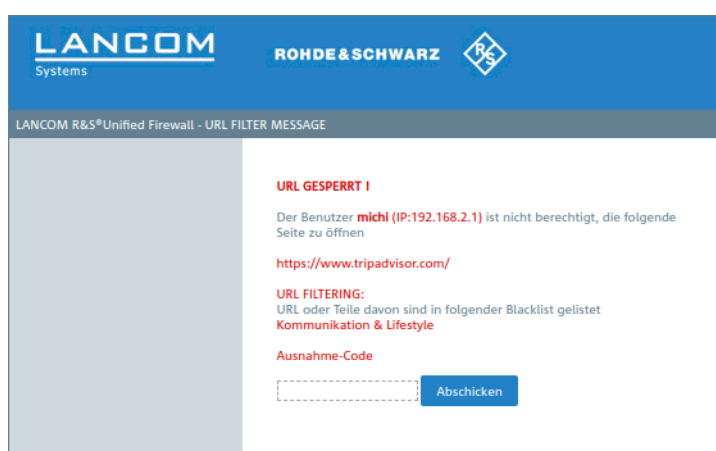 LANCOM
Systems
ROHDE&SCHWARZ
R&S
LANCOM R&S®Unified Firewall - URL FILTER MESSAGE
URL GESPERRT !
Der Benutzer michi (IP:192.168.2.1) ist nicht berechtigt, die folgende
Seite zu öffnen
https://www.tripadvisor.com/
URL FILTERING:
URL oder Teile davon sind in folgender Blacklist gelistet
Kommunikation & Lifestyle
Ausnahme-Code
Abschicken